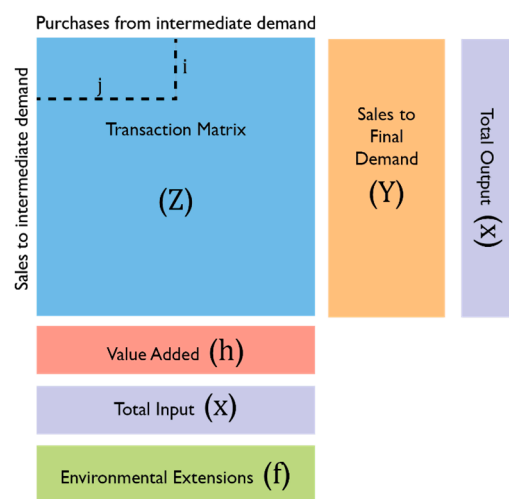 Purchases from intermediate demand
Sales to intermediate demand
i
j
Transaction Matrix
(Z)
Sales to
Final
Demand
(Y)
Total Output (x)
Value Added (h)
Total Input (x)
Environmental Extensions (f)